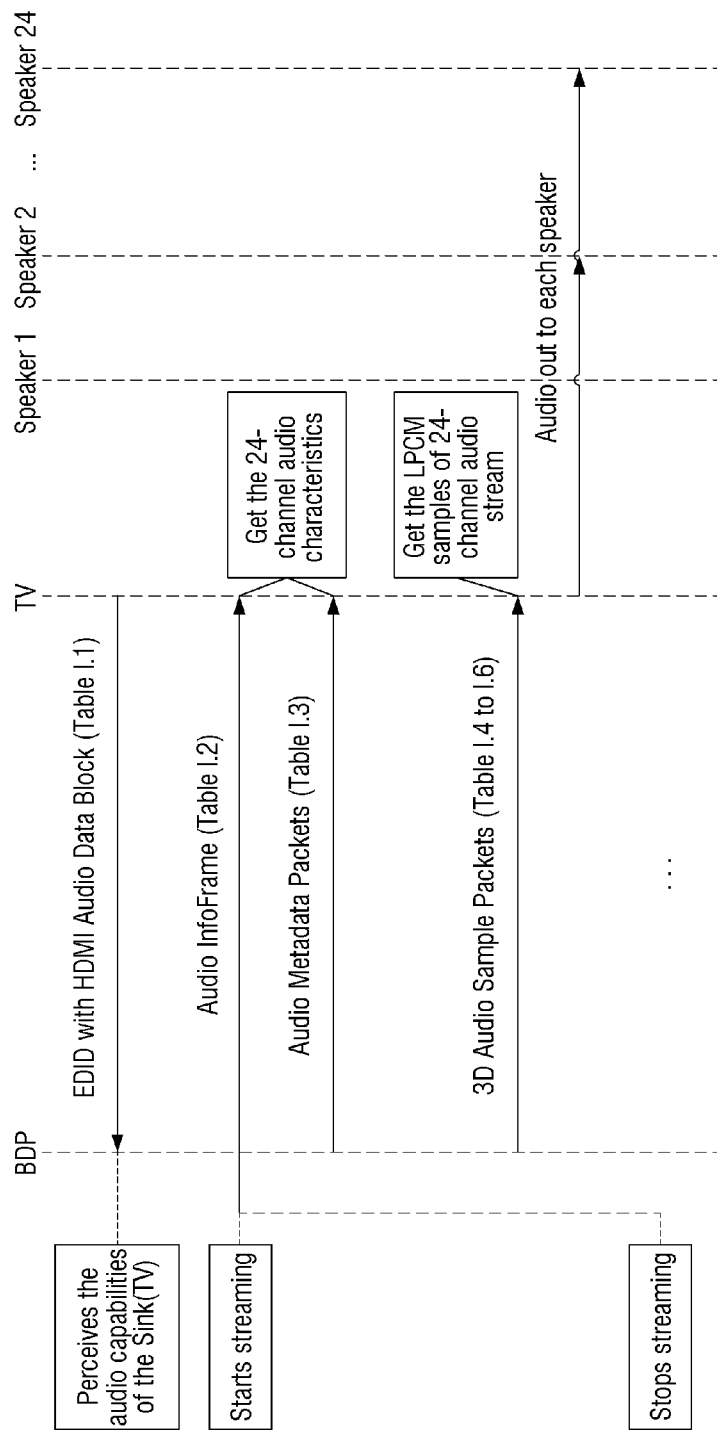 BDP
TV
Speaker 1
Speaker 2
...
Speaker 24
Perceives the
audio capabilities
of the Sink(TV)
EDID with HDMI Audio Data Block (Table I.1)
Starts streaming
Audio InfoFrame (Table I.2)
Get the 24-
channel audio
characteristics
Audio Metadata Packets (Table I.3)
Get the LPCM
samples of 24-
channel audio
stream
3D Audio Sample Packets (Table I.4 to I.6)
Audio out to each speaker
Stops streaming
...